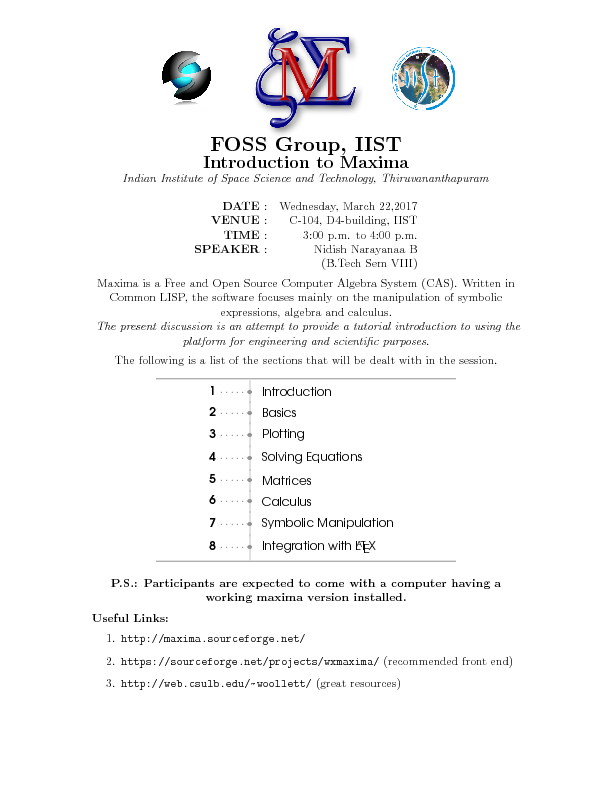 FOSS Group, IIST
Introduction to Maxima
Indian Institute of Space Science and Technology, Thiruvananthapuram
DATE : Wednesday, March 22,2017
VENUE : C-104, D4-building, IIST
TIME : 3:00 p.m. to 4:00 p.m.
SPEAKER : Nidish Narayanaa B
(B.Tech Sem VIII)
Maxima is a Free and Open Source Computer Algebra System (CAS). Written in
Common LISP, the software focuses mainly on the manipulation of symbolic
expressions, algebra and calculus.
The present discussion is an attempt to provide a tutorial introduction to using the
platform for engineering and scientific purposes.
The following is a list of the sections that will be dealt with in the session.
1 ..... Introduction
2 ..... Basics
3 ..... Plotting
4 ..... Solving Equations
5 ..... Matrices
6 ..... Calculus
7 ..... Symbolic Manipulation
8 ..... Integration with LATEX
P.S.: Participants are expected to come with a computer having a
working maxima version installed.
Useful Links:
1. http://maxima.sourceforge.net/
2. https://sourceforge.net/projects/wxmaxima/ (recommended front end)
3. http://web.csulb.edu/~woollett/ (great resources)